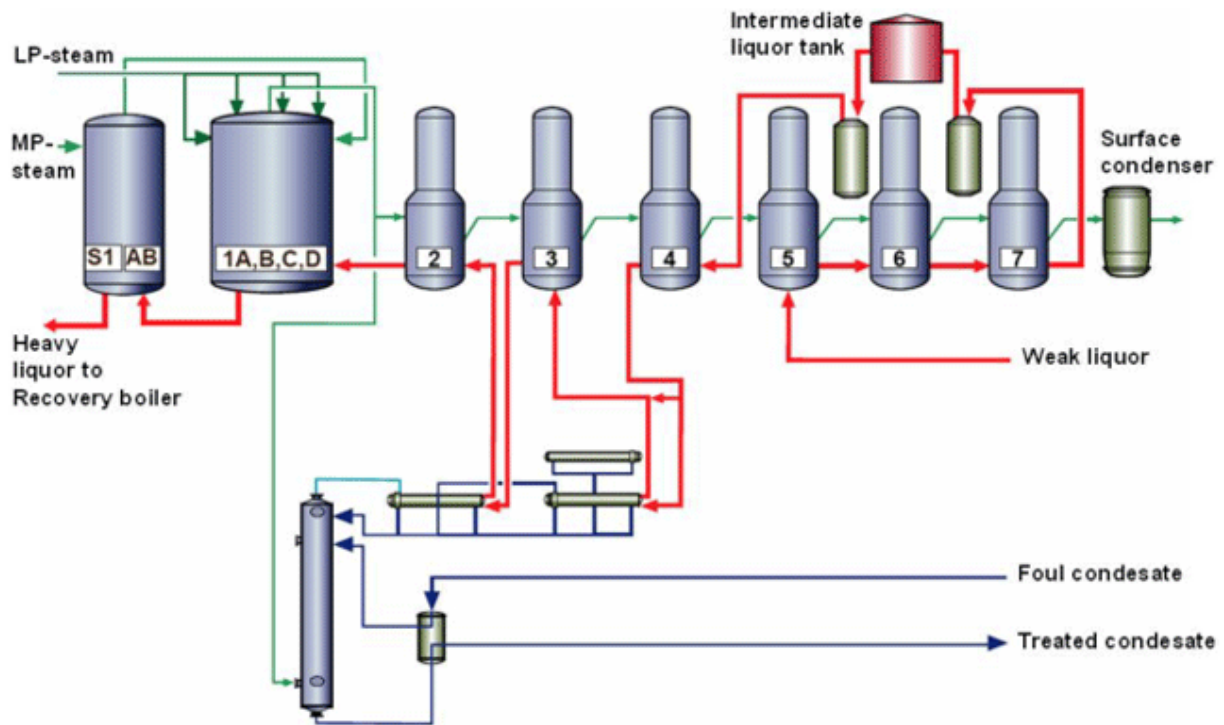 Intermediate
liquor tank
LP-steam
MP-
steam
Surface
condenser
S1 AB
1A,B,C,D
2
3
4
5
6
7
Heavy
liquor to
Recovery boiler
Weak liquor
Foul condesate
Treated condesate